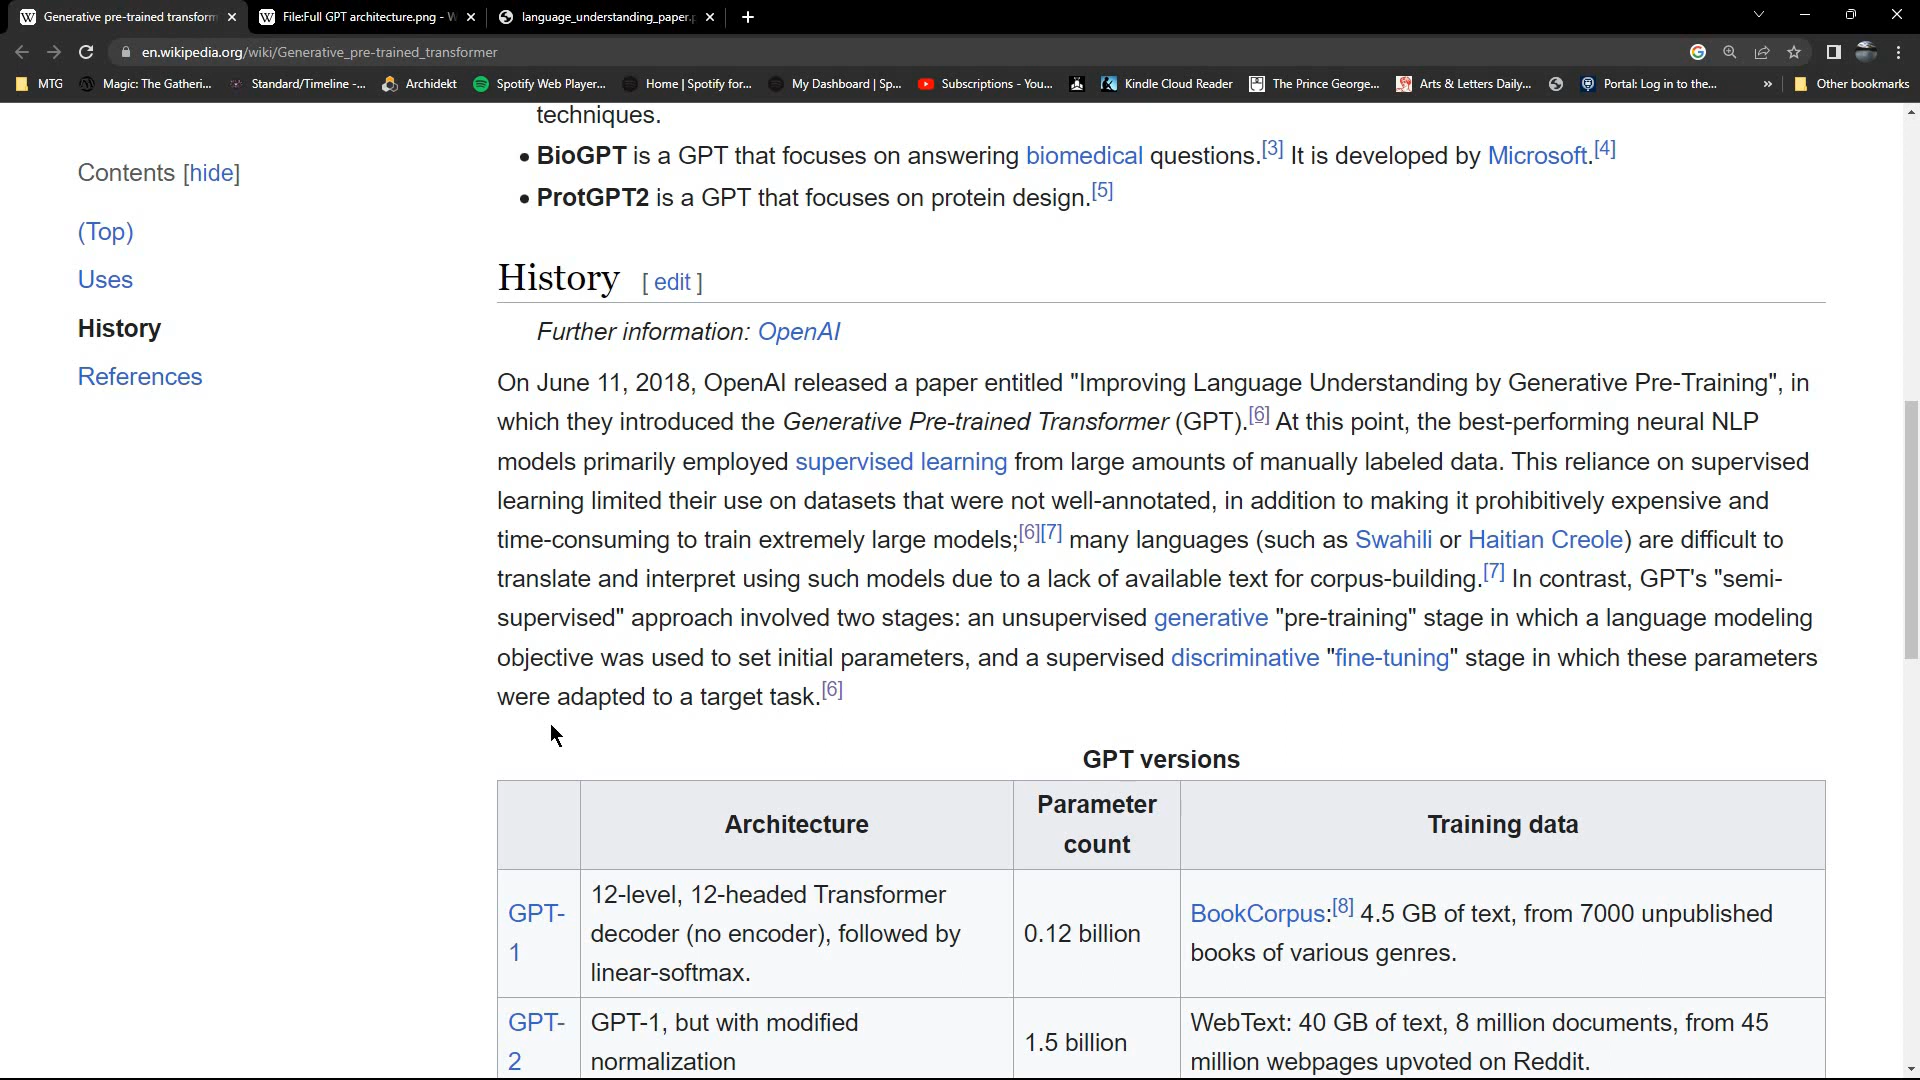 Generative pre-trained transform
File:Full GPT architecture.png - W
language_understanding_paper.p
en.wikipedia.org/wiki/Generative_pre-trained_transformer
MTG
Magic: The Gatheri...
Standard/Timeline -...
Archidekt
Spotify Web Player...
Home | Spotify for...
My Dashboard | Sp...
Subscriptions - You...
Kindle Cloud Reader
The Prince George...
Arts & Letters Daily...
Portal: Log in to the...
»
Other bookmarks
techniques.
• BioGPT is a GPT that focuses on answering biomedical questions.[3] It is developed by Microsoft.[4]
• ProtGPT2 is a GPT that focuses on protein design.[5]
Contents [hide]
(Top)
Uses
History
References
History [ edit ]
Further information: OpenAI
On June 11, 2018, OpenAI released a paper entitled "Improving Language Understanding by Generative Pre-Training", in
which they introduced the Generative Pre-trained Transformer (GPT).[6] At this point, the best-performing neural NLP
models primarily employed supervised learning from large amounts of manually labeled data. This reliance on supervised
learning limited their use on datasets that were not well-annotated, in addition to making it prohibitively expensive and
time-consuming to train extremely large models;[6][7] many languages (such as Swahili or Haitian Creole) are difficult to
translate and interpret using such models due to a lack of available text for corpus-building.[7] In contrast, GPT's "semi-
supervised" approach involved two stages: an unsupervised generative "pre-training" stage in which a language modeling
objective was used to set initial parameters, and a supervised discriminative "fine-tuning" stage in which these parameters
were adapted to a target task.[6]
GPT versions
Architecture
Parameter
count
Training data
GPT-
1
12-level, 12-headed Transformer
decoder (no encoder), followed by
linear-softmax.
0.12 billion
BookCorpus:[8] 4.5 GB of text, from 7000 unpublished
books of various genres.
GPT-
2
GPT-1, but with modified
normalization
1.5 billion
WebText: 40 GB of text, 8 million documents, from 45
million webpages upvoted on Reddit.